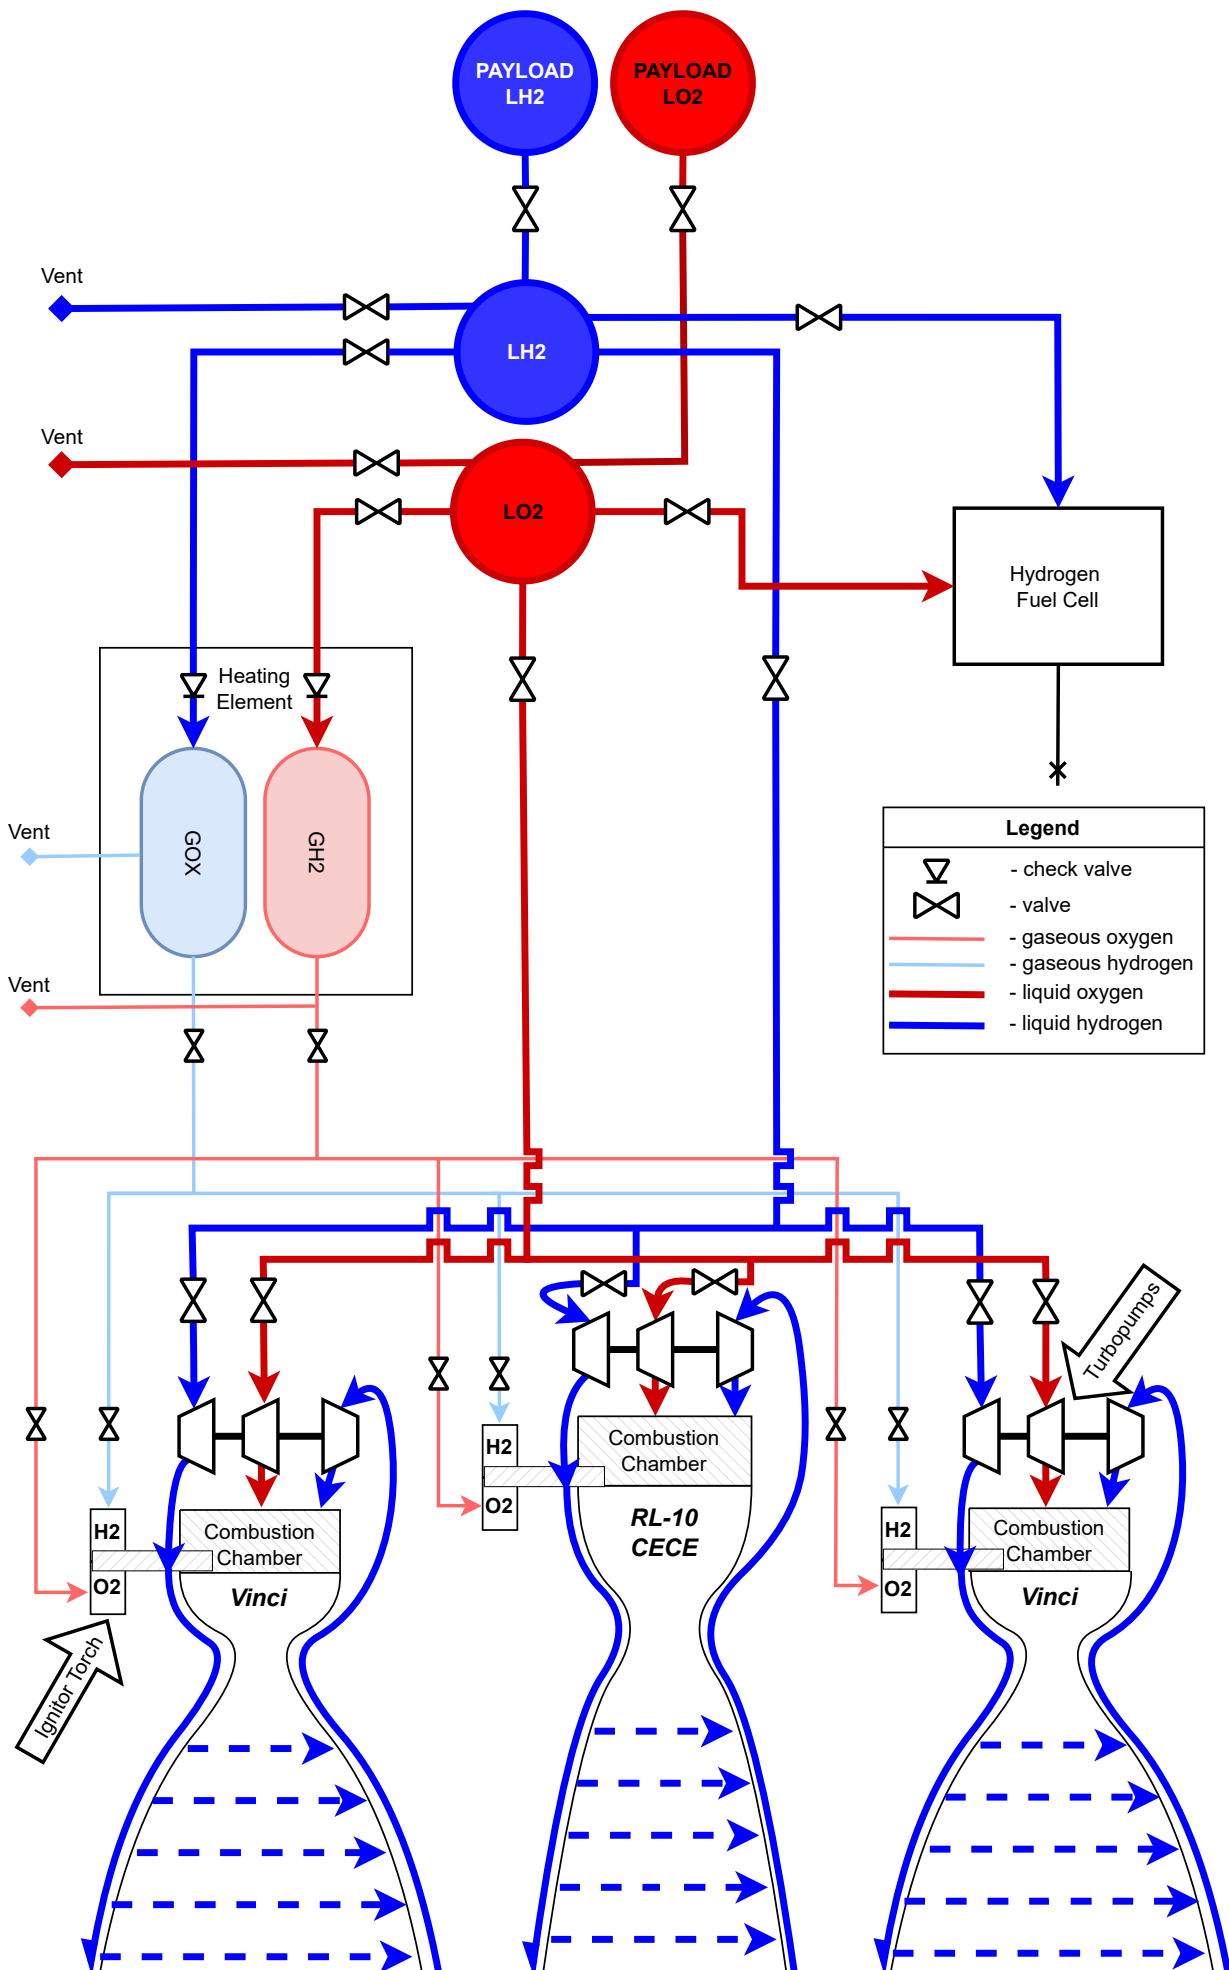 PAYLOAD
LH2
PAYLOAD
LO2
Vent
LH2
Vent
LO2
Hydrogen
Fuel Cell
Heating
Element
GOX
GH2
Vent
Vent
Legend
- check valve
- valve
- gaseous oxygen
- gaseous hydrogen
- liquid oxygen
- liquid hydrogen
Turbopumps
H2
O2
Combustion
Chamber
RL-10
CECE
H2
O2
Combustion
Chamber
Vinci
H2
O2
Combustion
Chamber
Vinci
Ignitor Torch